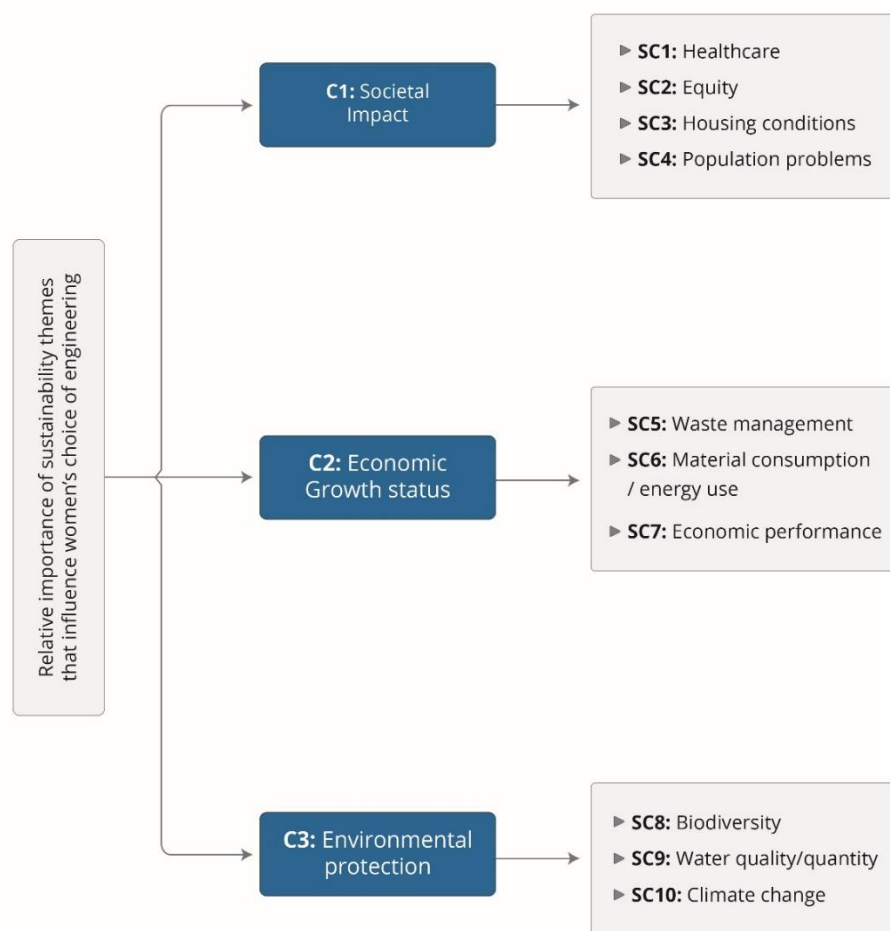 Relative importance of sustainability themes
that influence women's choice of engineering
C1: Societal
Impact
▶ SC1: Healthcare
▶ SC2: Equity
▶ SC3: Housing conditions
▶ SC4: Population problems
C2: Economic
Growth status
▶ SC5: Waste management
▶ SC6: Material consumption
/ energy use
▶ SC7: Economic performance
C3: Environmental
protection
▶ SC8: Biodiversity
▶ SC9: Water quality/quantity
▶ SC10: Climate change